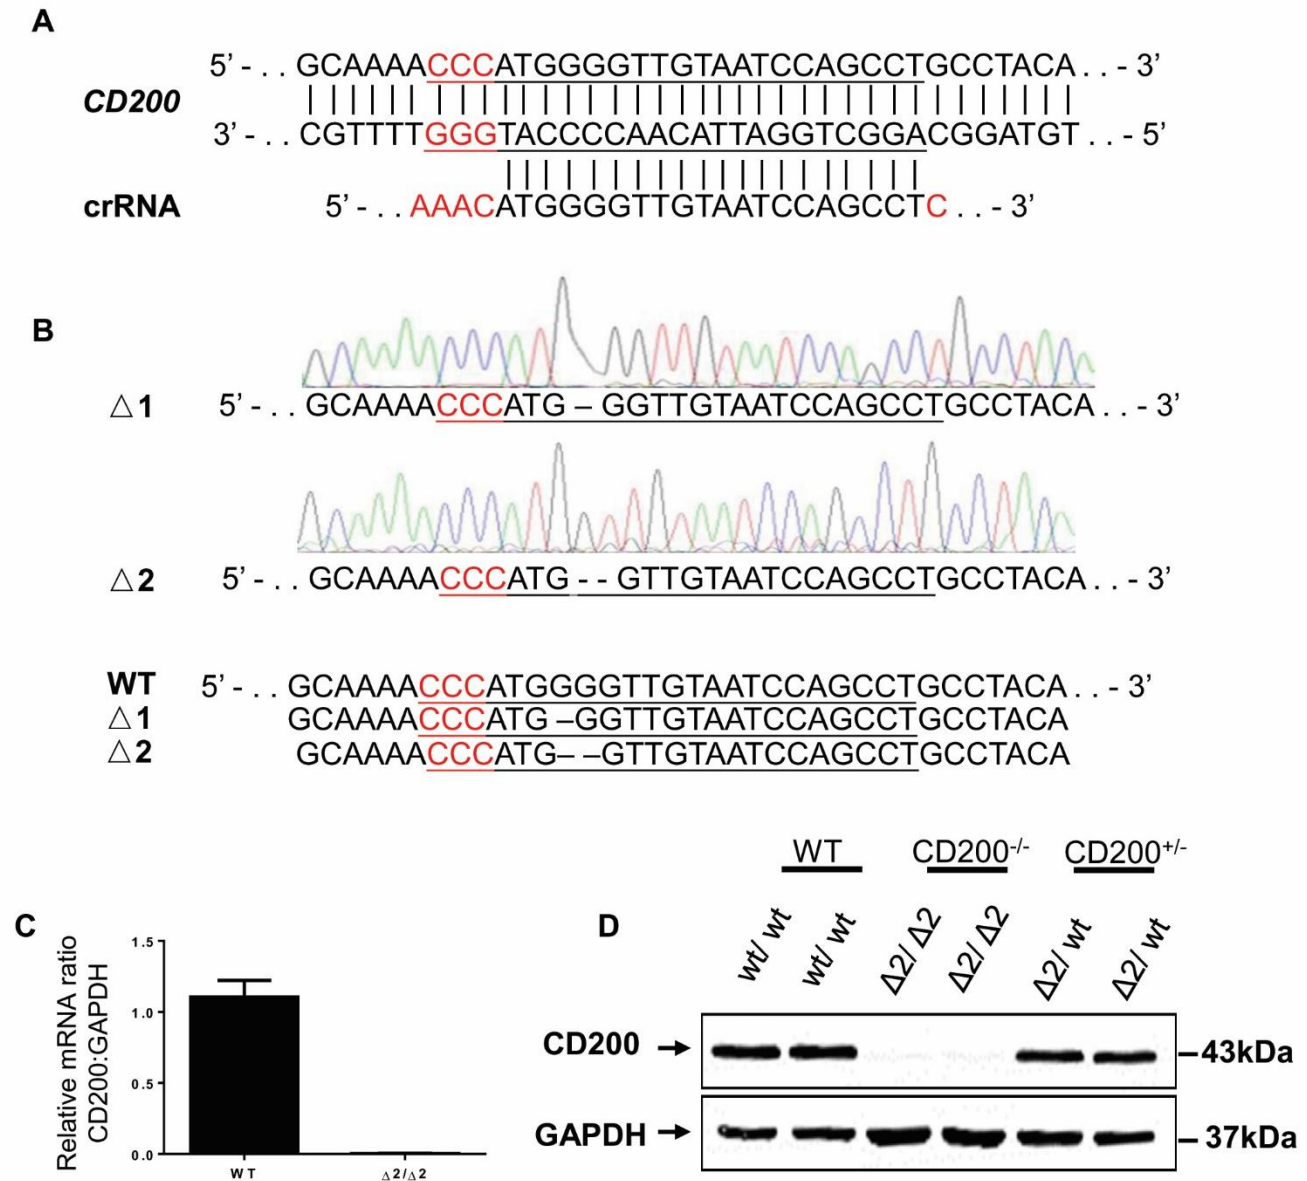 A
5’ - . . GCAAAACCCATGGGGTTGTAATCCAGCCTGCCTACA . . - 3’
CD200
3’ - . . CGTTTTGGGTACCCCAACATTAGGTCGGACGGATGT . . - 5’
crRNA 5’ - . . AAACATGGGGTTGTAATCCAGCCTC . . - 3’
B
△1 5’ - . . GCAAAACCCATG – GGTTGTAATCCAGCCTGCCTACA . . - 3’
△2 5’ - . . GCAAAACCCATG - - GTTGTAATCCAGCCTGCCTACA . . - 3’
WT 5’ - . . GCAAAACCCATGGGGTTGTAATCCAGCCTGCCTACA . . - 3’
△1 GCAAAACCCATG –GGTTGTAATCCAGCCTGCCTACA
△2 GCAAAACCCATG– –GTTGTAATCCAGCCTGCCTACA
C
Relative mRNA ratio
CD200:GAPDH
1.5
1.0
0.5
0.0
WT Δ2/Δ2
D
WT CD200-/- CD200+/-
wt/ wt wt/ wt Δ2/ Δ2 Δ2/ Δ2 Δ2/ wt Δ2/ wt
CD200 43kDa
GAPDH 37kDa